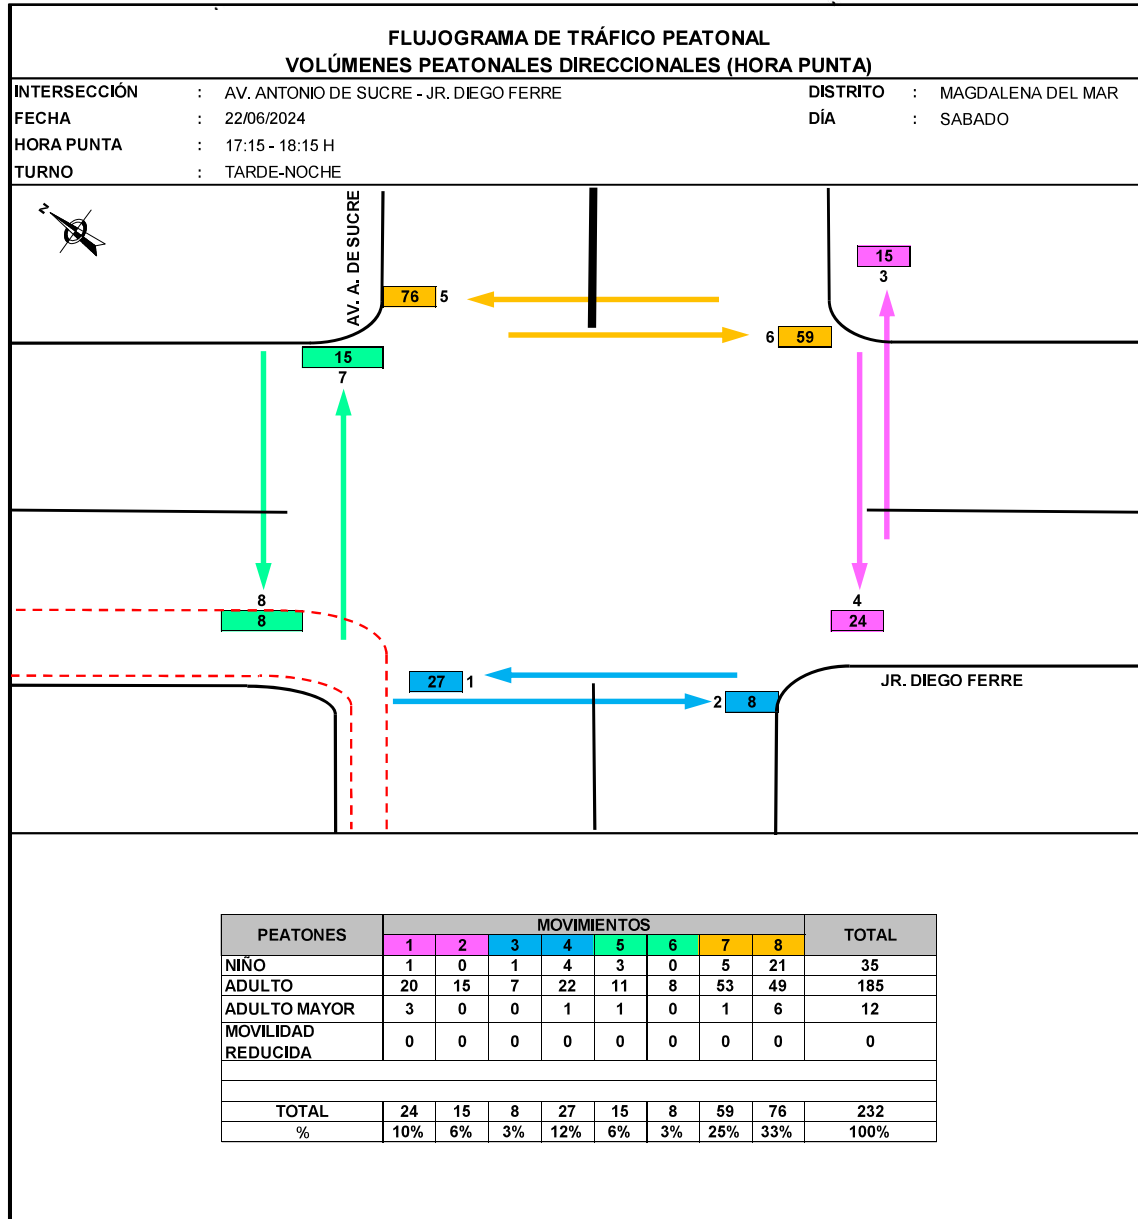 FLUJOGRAMA DE TRÁFICO PEATONAL
VOLÚMENES PEATONALES DIRECCIONALES (HORA PUNTA)
INTERSECCIÓN : AV. ANTONIO DE SUCRE - JR. DIEGO FERRE DISTRITO : MAGDALENA DEL MAR
FECHA : 22/06/2024 DÍA : SABADO
HORA PUNTA : 17:15 - 18:15 H
TURNO : TARDE-NOCHE
N
AV. A. DE SUCRE
15
3
76 5
6 59
15
7
8
8
4
24
27 1
2 8
JR. DIEGO FERRE
PEATONES MOVIMIENTOS TOTAL
1 2 3 4 5 6 7 8
NIÑO 1 0 1 4 3 0 5 21 35
ADULTO 20 15 7 22 11 8 53 49 185
ADULTO MAYOR 3 0 0 1 1 0 1 6 12
MOVILIDAD
REDUCIDA 0 0 0 0 0 0 0 0 0
TOTAL 24 15 8 27 15 8 59 76 232
% 10% 6% 3% 12% 6% 3% 25% 33% 100%